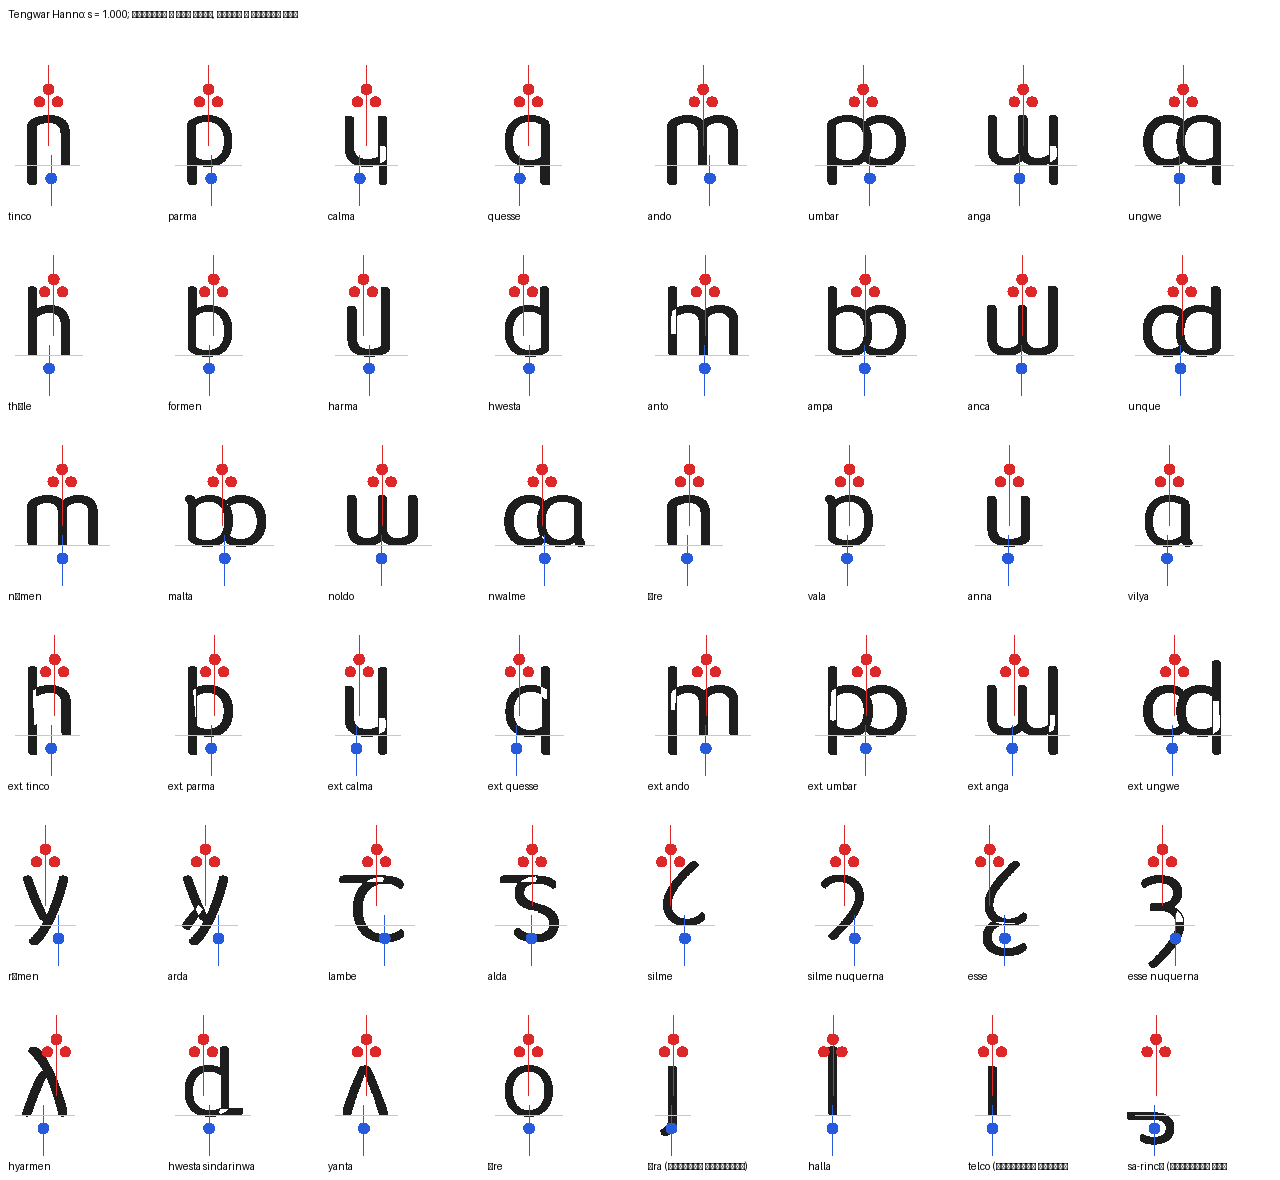 Tengwar Hanno: s = 1.000;
tinco parma calma quesse ando umbar anga ungwe
formen harma hwesta anto ampa anca unque
malta noldo nwalme vala anna vilya
ext. tinco ext. parma ext. calma ext. quesse ext. ando ext. umbar ext. anga ext. ungwe
arda lambe alda silme silme nuquerna esse esse nuquerna
hyarmen hwesta sindarinwa yanta halla telco